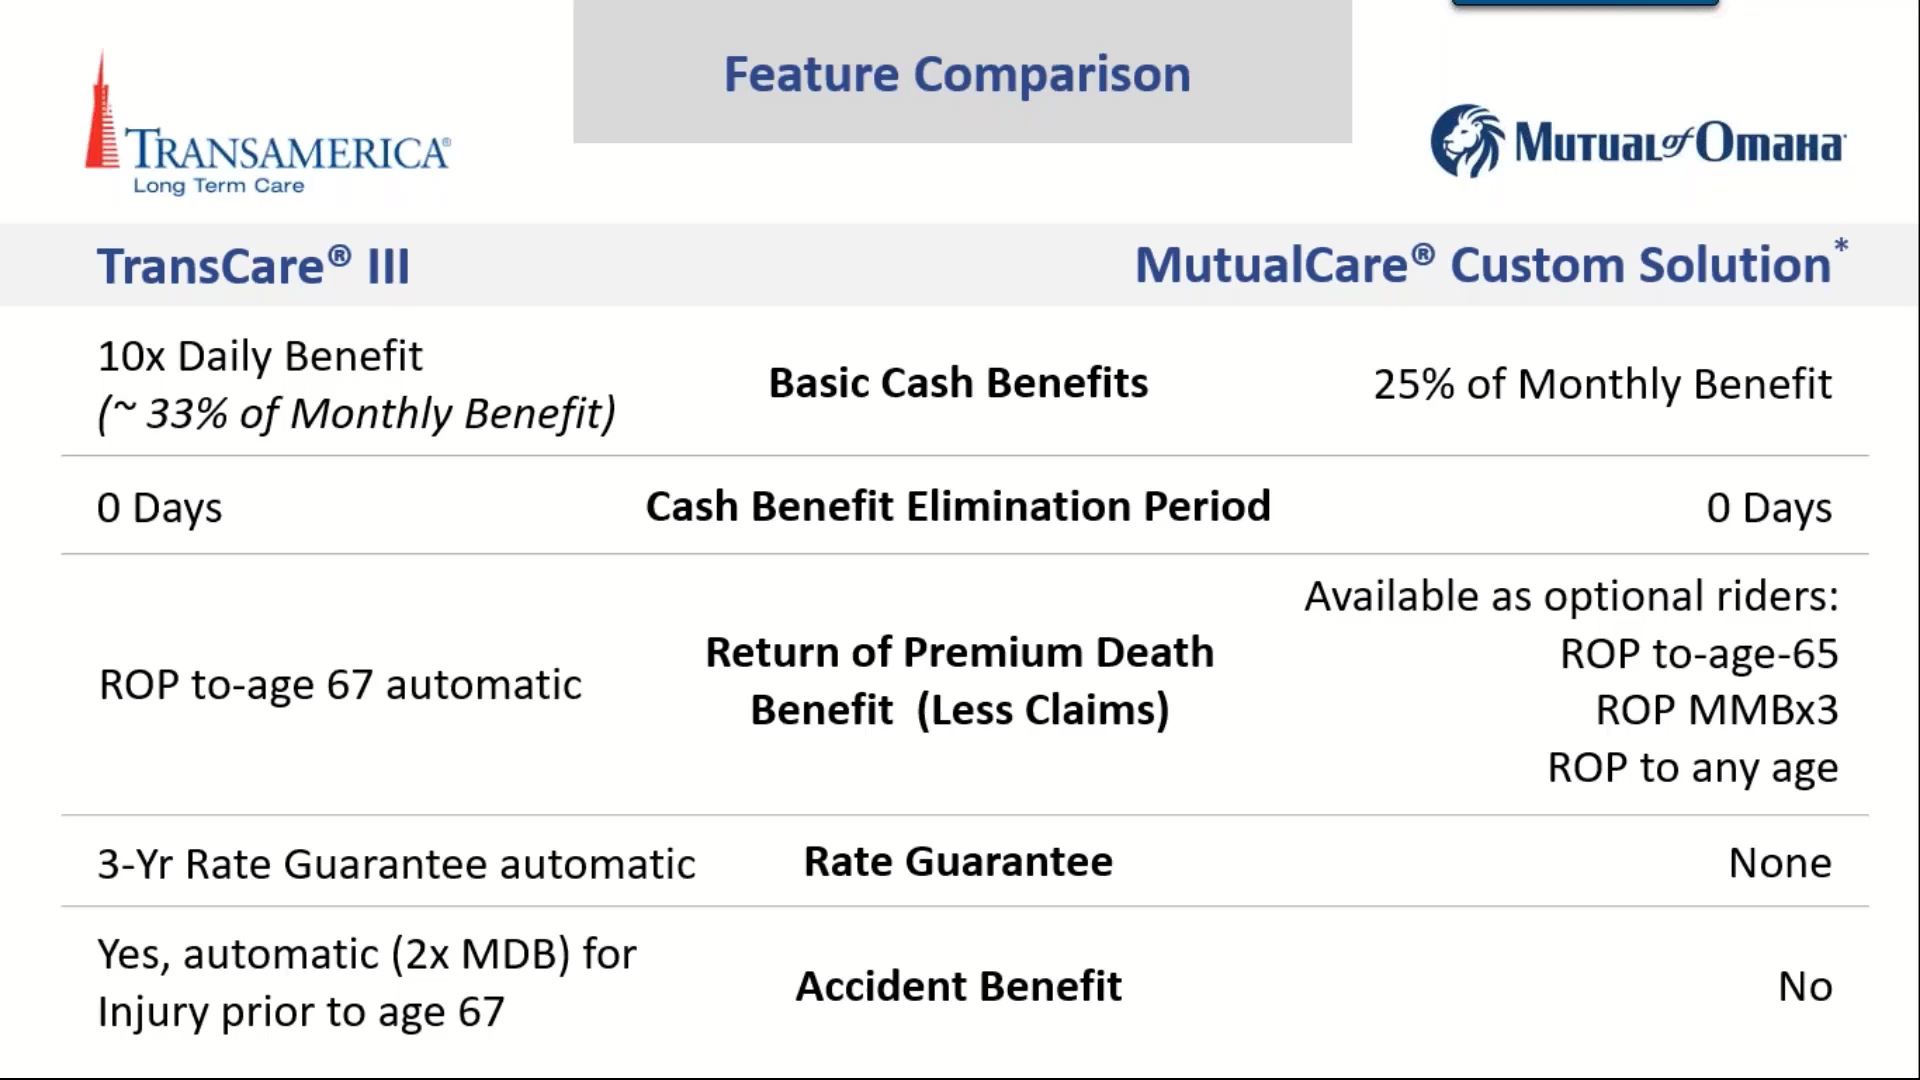 Feature Comparison
TRANSAMERICA®
Long Term Care
Mutual of Omaha
TransCare® III
MutualCare® Custom Solution*
10x Daily Benefit
(~ 33% of Monthly Benefit)
Basic Cash Benefits
25% of Monthly Benefit
0 Days
Cash Benefit Elimination Period
0 Days
ROP to-age 67 automatic
Return of Premium Death
Benefit (Less Claims)
Available as optional riders:
ROP to-age-65
ROP MMBx3
ROP to any age
3-Yr Rate Guarantee automatic
Rate Guarantee
None
Yes, automatic (2x MDB) for
Injury prior to age 67
Accident Benefit
No